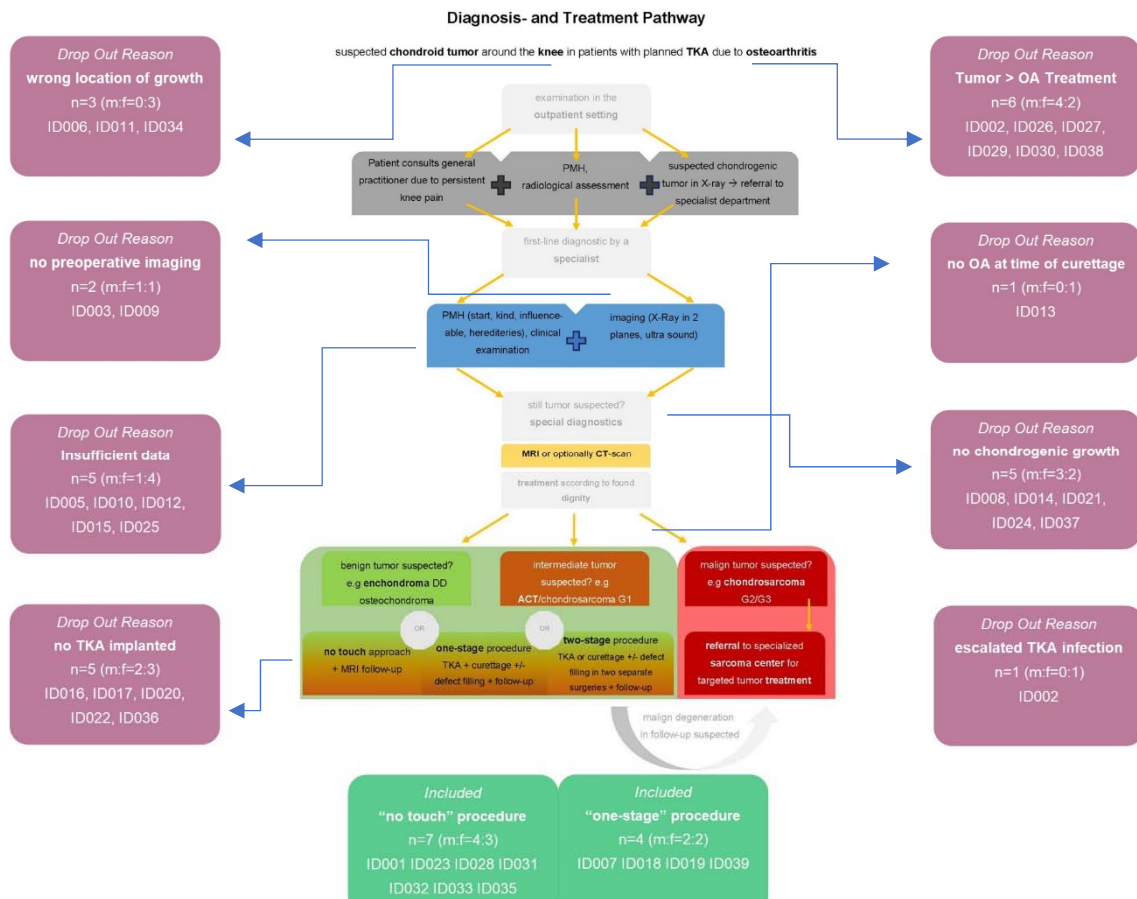 Diagnosis- and Treatment Pathway
suspected chondroid tumor around the knee in patients with planned TKA due to osteoarthritis
Drop Out Reason
wrong location of growth
n=3 (m:f=0:3)
ID006, ID011, ID034
Drop Out Reason
no preoperative imaging
n=2 (m:f=1:1)
ID003, ID009
Drop Out Reason
Insufficient data
n=5 (m:f=1:4)
ID005, ID010, ID012,
ID015, ID025
Drop Out Reason
no TKA implanted
n=5 (m:f=2:3)
ID016, ID017, ID020,
ID022, ID036
examination in the
outpatient setting
Patient consults general
practitioner due to persistent
knee pain
PMH,
radiological assessment
suspected chondrogenic
tumor in X-ray → referral to
specialist department
first-line diagnostic by a
specialist
PMH (start, kind, influence-
able, herediteries), clinical
examination
imaging (X-Ray in 2
planes, ultra sound)
still tumor suspected?
special diagnostics
MRI or optionally CT-scan
treatment according to found
dignity
benign tumor suspected?
e.g enchondroma DD
osteochondroma
intermediate tumor
suspected? e.g
ACT/chondrosarcoma G1
malign tumor suspected?
e.g chondrosarcoma
G2/G3
OR
OR
no touch approach
+ MRI follow-up
one-stage procedure
TKA + curettage +/-
defect filling + follow-up
two-stage procedure
TKA or curettage +/- defect
filling in two separate
surgeries + follow-up
referral to specialized
sarcoma center for
targeted tumor treatment
malign degeneration
in follow-up suspected
Included
“no touch” procedure
n=7 (m:f=4:3)
ID001 ID023 ID028 ID031
ID032 ID033 ID035
Included
“one-stage” procedure
n=4 (m:f=2:2)
ID007 ID018 ID019 ID039
Drop Out Reason
Tumor > OA Treatment
n=6 (m:f=4:2)
ID002, ID026, ID027,
ID029, ID030, ID038
Drop Out Reason
no OA at time of curettage
n=1 (m:f=0:1)
ID013
Drop Out Reason
no chondrogenic growth
n=5 (m:f=3:2)
ID008, ID014, ID021,
ID024, ID037
Drop Out Reason
escalated TKA infection
n=1 (m:f=0:1)
ID002